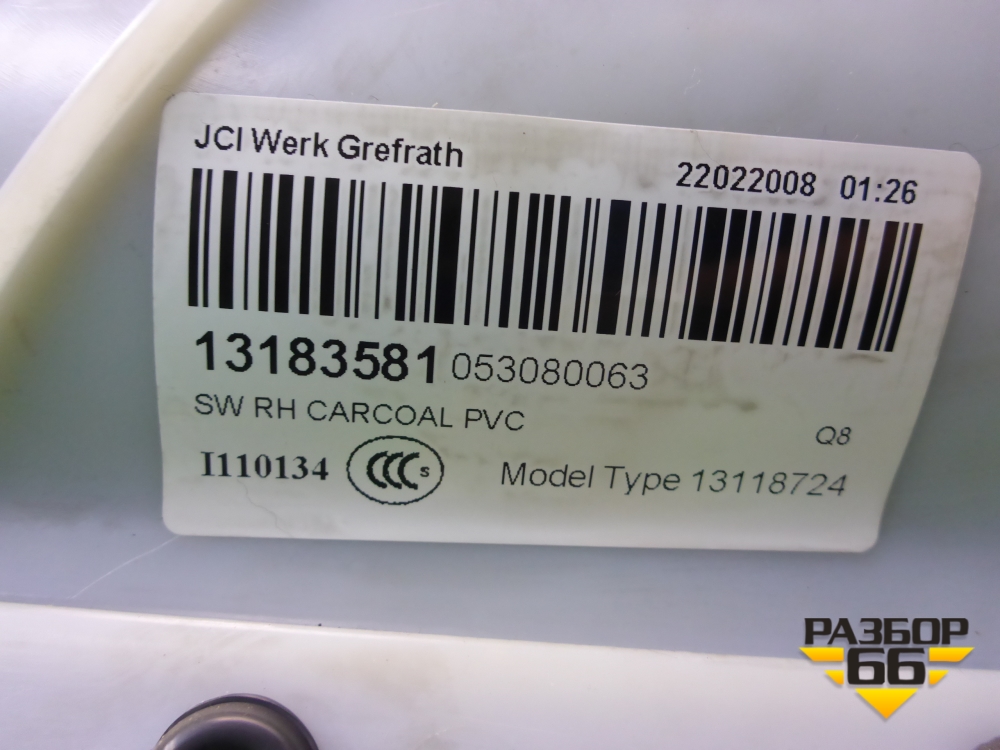 JCI Werk Grefrath
22022008 01:26
13183581 053080063
SW RH CARCOAL PVC
Q8
I110134 CCC S
Model Type 13118724
РАЗБОР
66